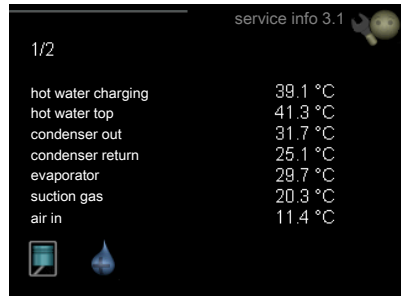 service info 3.1
1/2
hot water charging 39.1 °C
hot water top 41.3 °C
condenser out 31.7 °C
condenser return 25.1 °C
evaporator 29.7 °C
suction gas 20.3 °C
air in 11.4 °C